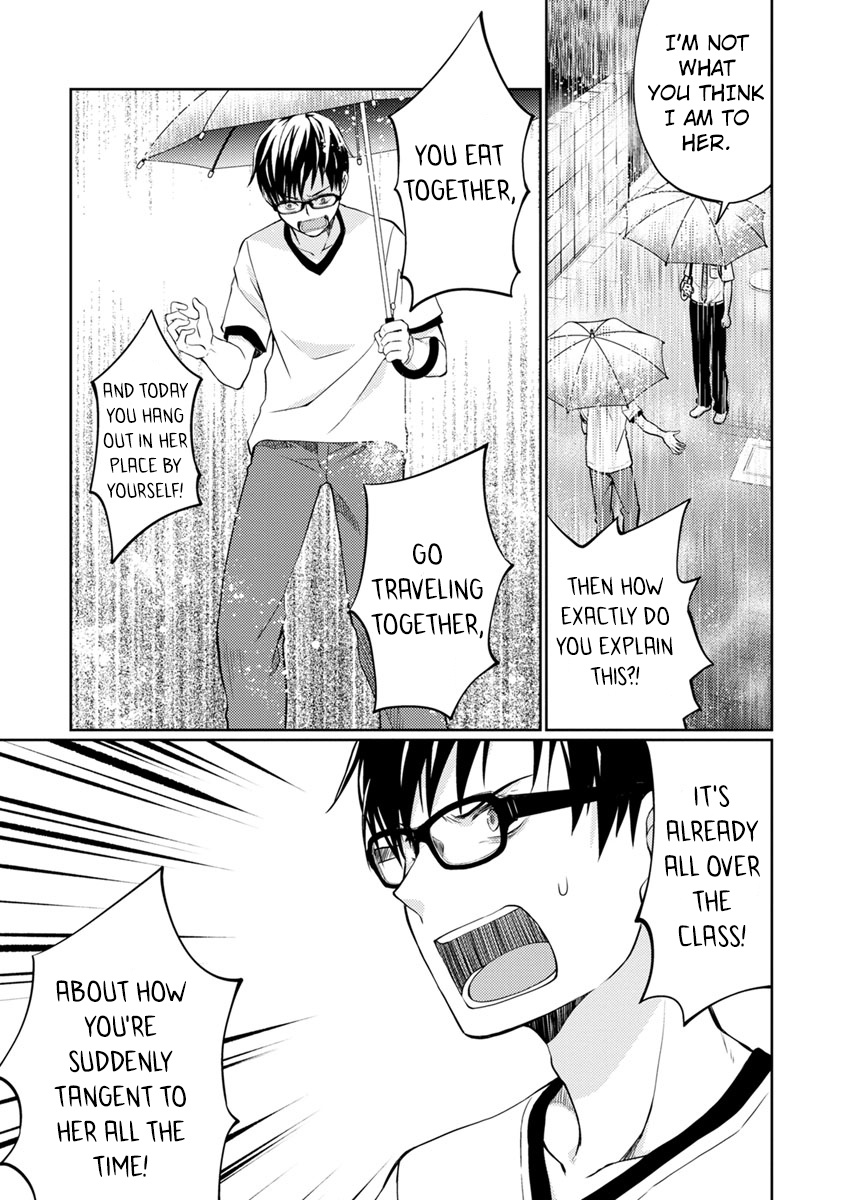 I'M NOT
WHAT
YOU THINK
I AM TO
HER.
THEN HOW
EXACTLY DO
YOU EXPLAIN
THIS?!
YOU EAT
TOGETHER,
GO
TRAVELING
TOGETHER,
AND TODAY
YOU HANG
OUT IN HER
PLACE BY
YOURSELF!
IT'S
ALREADY
ALL OVER
THE
CLASS!
ABOUT HOW
YOU'RE
SUDDENLY
TANGENT TO
HER ALL THE
TIME!